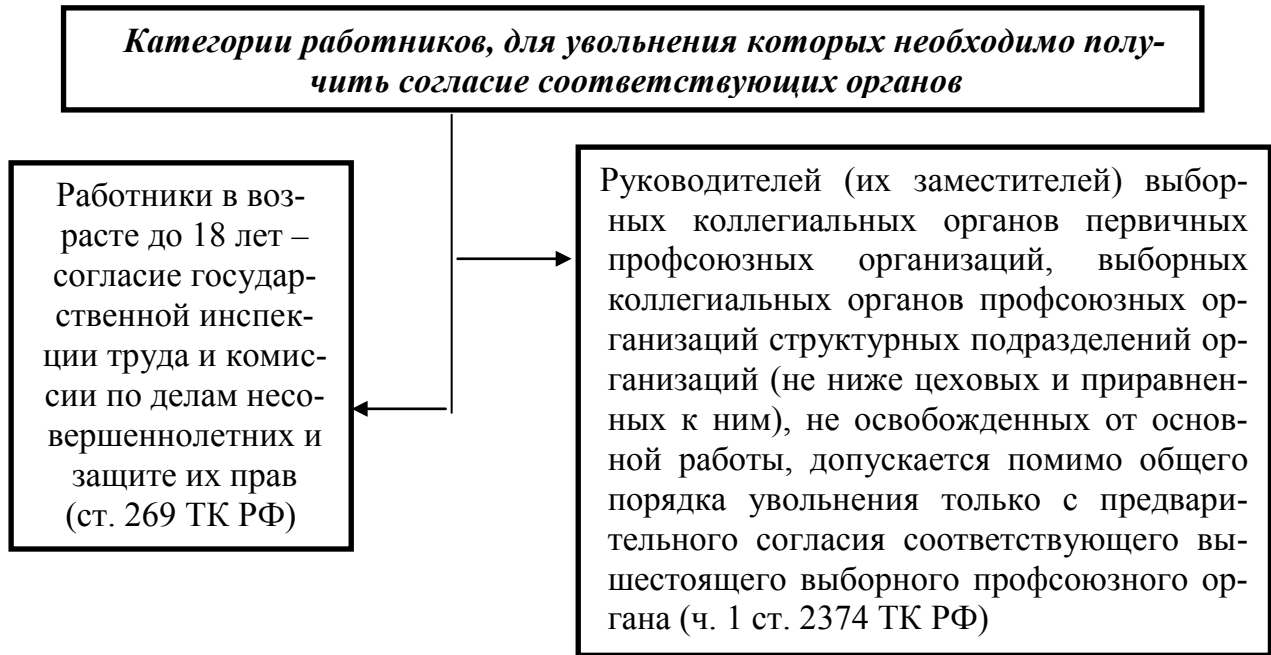 Категории работников, для увольнения которых необходимо полу-
чить согласие соответствующих органов
Работники в воз-
расте до 18 лет –
согласие государ-
ственной инспек-
ции труда и комис-
сии по делам несо-
вершеннолетних и
защите их прав
(ст. 269 ТК РФ)
Руководителей (их заместителей) выбор-
ных коллегиальных органов первичных
профсоюзных организаций, выборных
коллегиальных органов профсоюзных ор-
ганизаций структурных подразделений ор-
ганизаций (не ниже цеховых и приравнен-
ных к ним), не освобожденных от основ-
ной работы, допускается помимо общего
порядка увольнения только с предвари-
тельного согласия соответствующего вы-
шестоящего выборного профсоюзного ор-
гана (ч. 1 ст. 2374 ТК РФ)